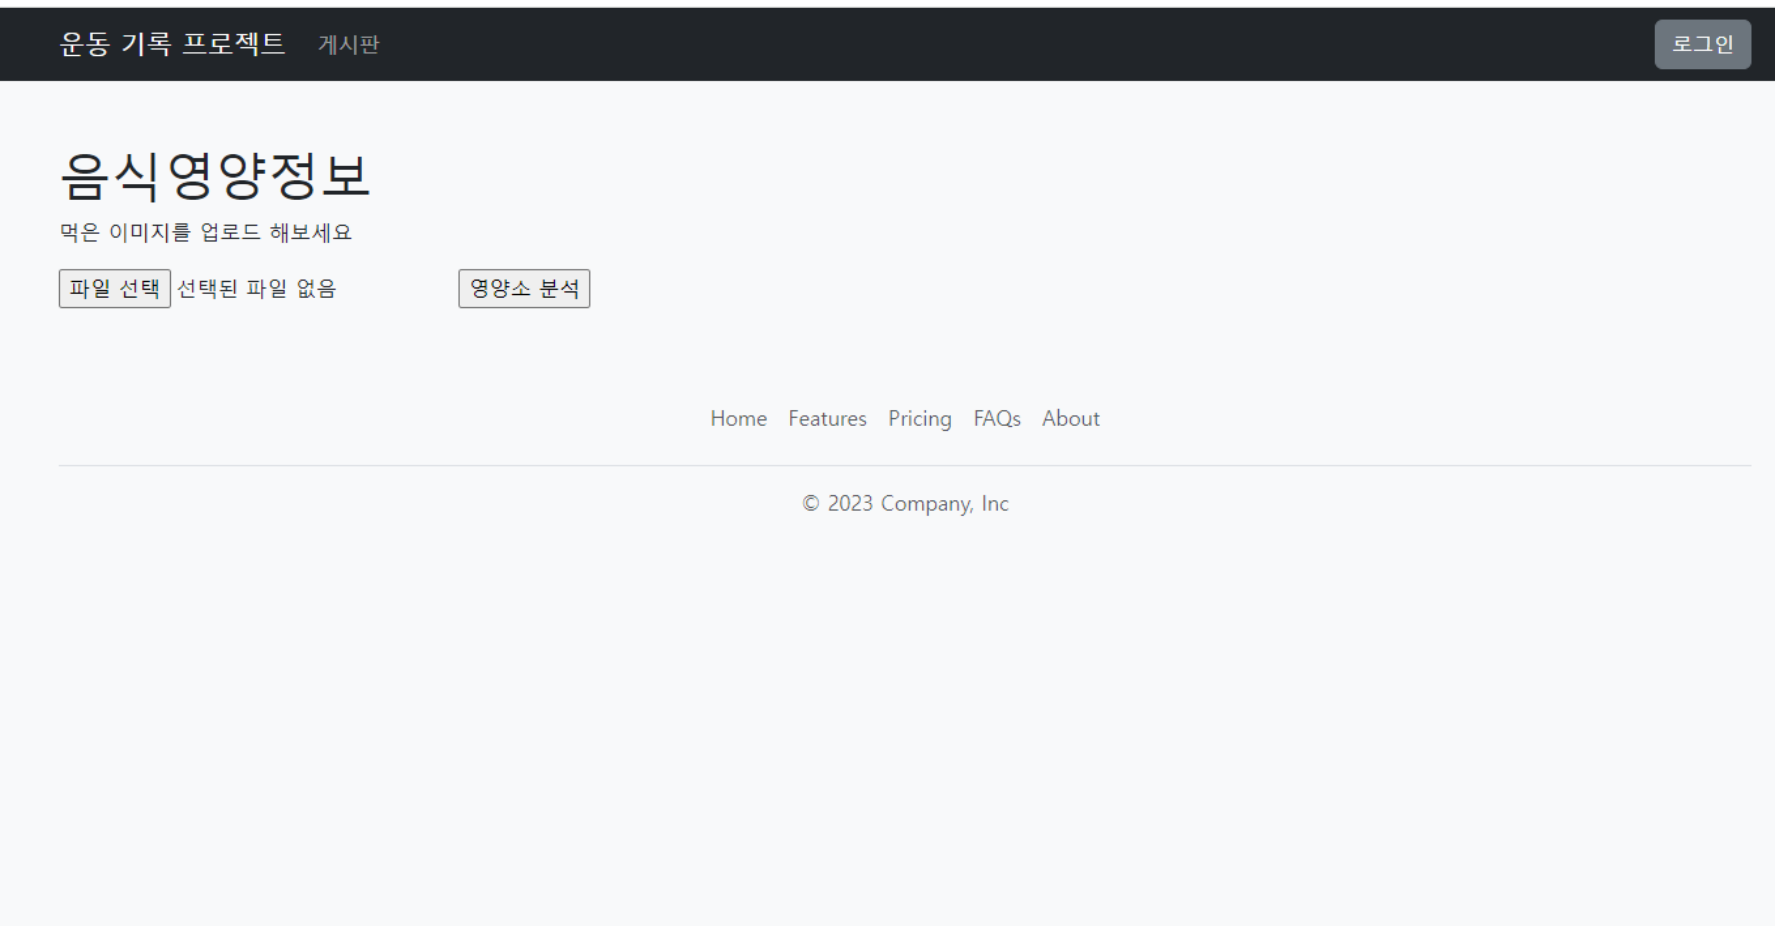 운동 기록 프로젝트 게시판 로그인
음식영양정보
먹은 이미지를 업로드 해보세요
파일 선택 선택된 파일 없음 영양소 분석
Home Features Pricing FAQs About
© 2023 Company, Inc